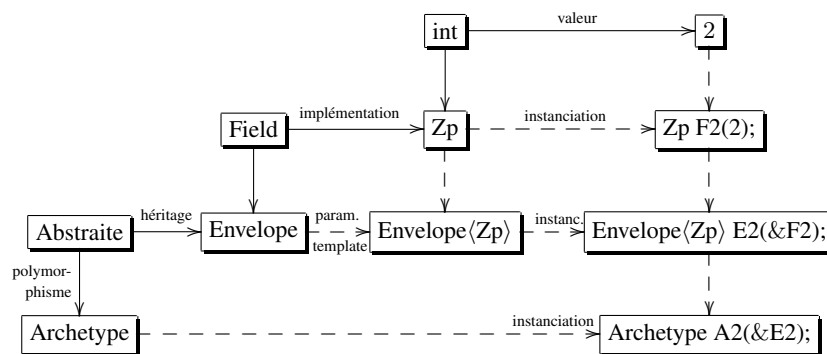 valeur
int
2
implémentation
instanciation
Field
Zp
Zp F2(2);
héritage
param.
instanc.
Abstraite
Envelope
template
Envelope⟨Zp⟩
Envelope⟨Zp⟩ E2(&F2);
polymor-
phisme
instanciation
Archetype
Archetype A2(&E2);